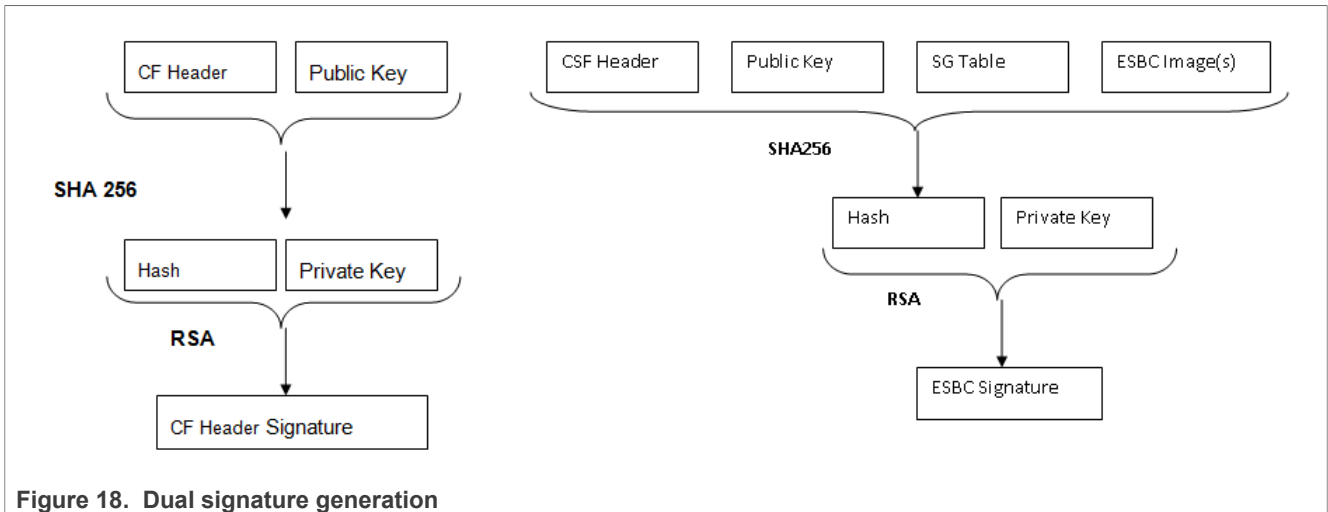 CF Header
Public Key
SHA 256
Hash
Private Key
RSA
CF Header Signature
CSF Header
Public Key
SG Table
ESBC Image(s)
SHA256
Hash
Private Key
RSA
ESBC Signature
Figure 18. Dual signature generation